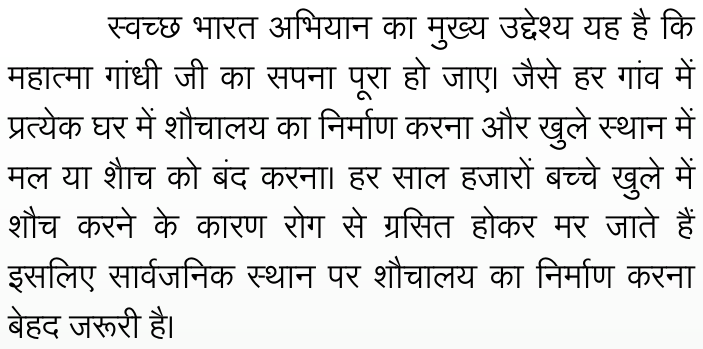 स्वच्छ भारत अभियान का मुख्य उद्देश्य यह है कि
महात्मा गांधी जी का सपना पूरा हो जाए। जैसे हर गांव में
प्रत्येक घर में शौचालय का निर्माण करना और खुले स्थान में
मल या शौाच को बंद करना। हर साल हजारों बच्चे खुले में
शौच करने के कारण रोग से ग्रसित होकर मर जाते हैं
इसलिए सार्वजनिक स्थान पर शौचालय का निर्माण करना
बेहद जरूरी है।